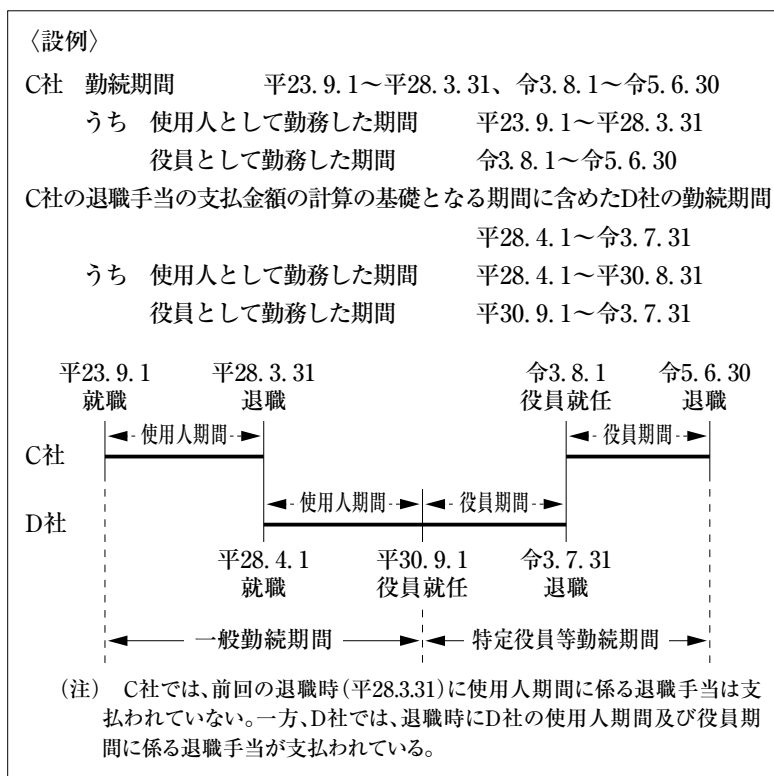 〈設例〉
C社 勤続期間 平23.9.1〜平28.3.31、令3.8.1〜令5.6.30
うち 使用人として勤務した期間 平23.9.1〜平28.3.31
役員として勤務した期間 令3.8.1〜令5.6.30
C社の退職手当の支払金額の計算の基礎となる期間に含めたD社の勤続期間
平28.4.1〜令3.7.31
うち 使用人として勤務した期間 平28.4.1〜平30.8.31
役員として勤務した期間 平30.9.1〜令3.7.31
平23.9.1 平28.3.31 令3.8.1 令5.6.30
就職 退職 役員就任 退職
使用人期間 役員期間
C社
使用人期間 役員期間
D社
平28.4.1 平30.9.1 令3.7.31
就職 役員就任 退職
一般勤続期間 特定役員等勤続期間
(注) C社では、前回の退職時(平28.3.31)に使用人期間に係る退職手当は支
払われていない。一方、D社では、退職時にD社の使用人期間及び役員期
間に係る退職手当が支払われている。